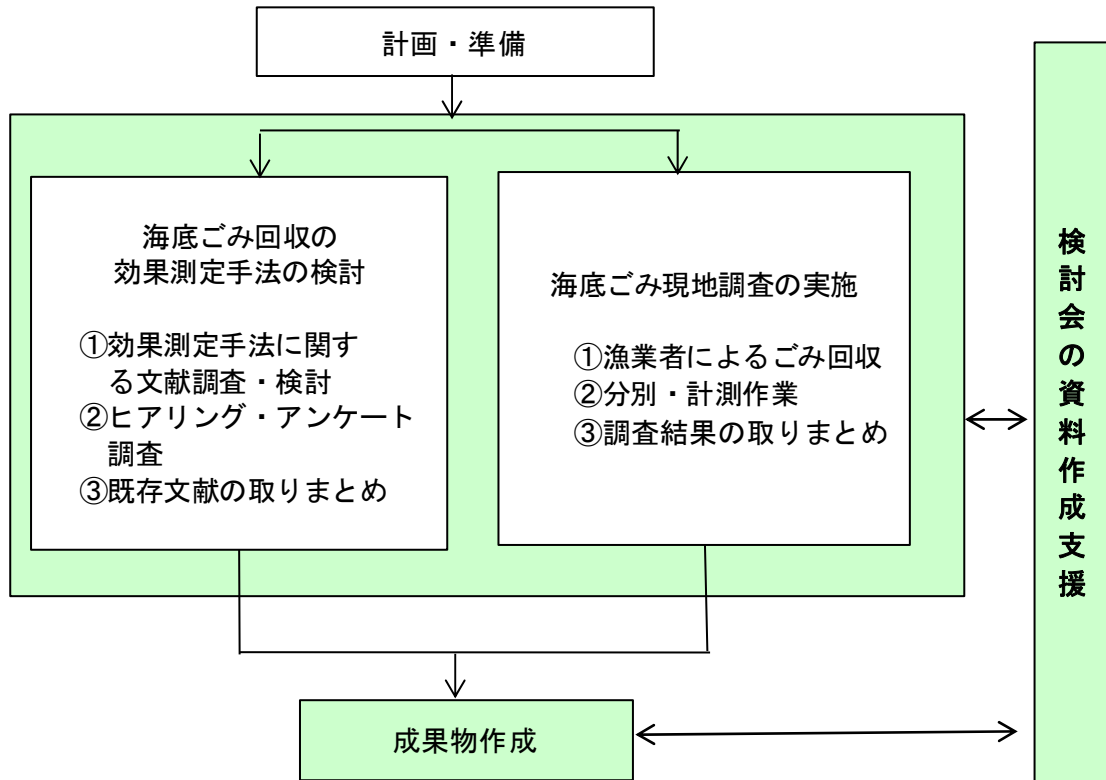 計画・準備
海底ごみ回収の
効果測定手法の検討
①効果測定手法に関す
る文献調査・検討
②ヒアリング・アンケート
調査
③既存文献の取りまとめ
海底ごみ現地調査の実施
①漁業者によるごみ回収
②分別・計測作業
③調査結果の取りまとめ
検討会の資料作成支援
成果物作成